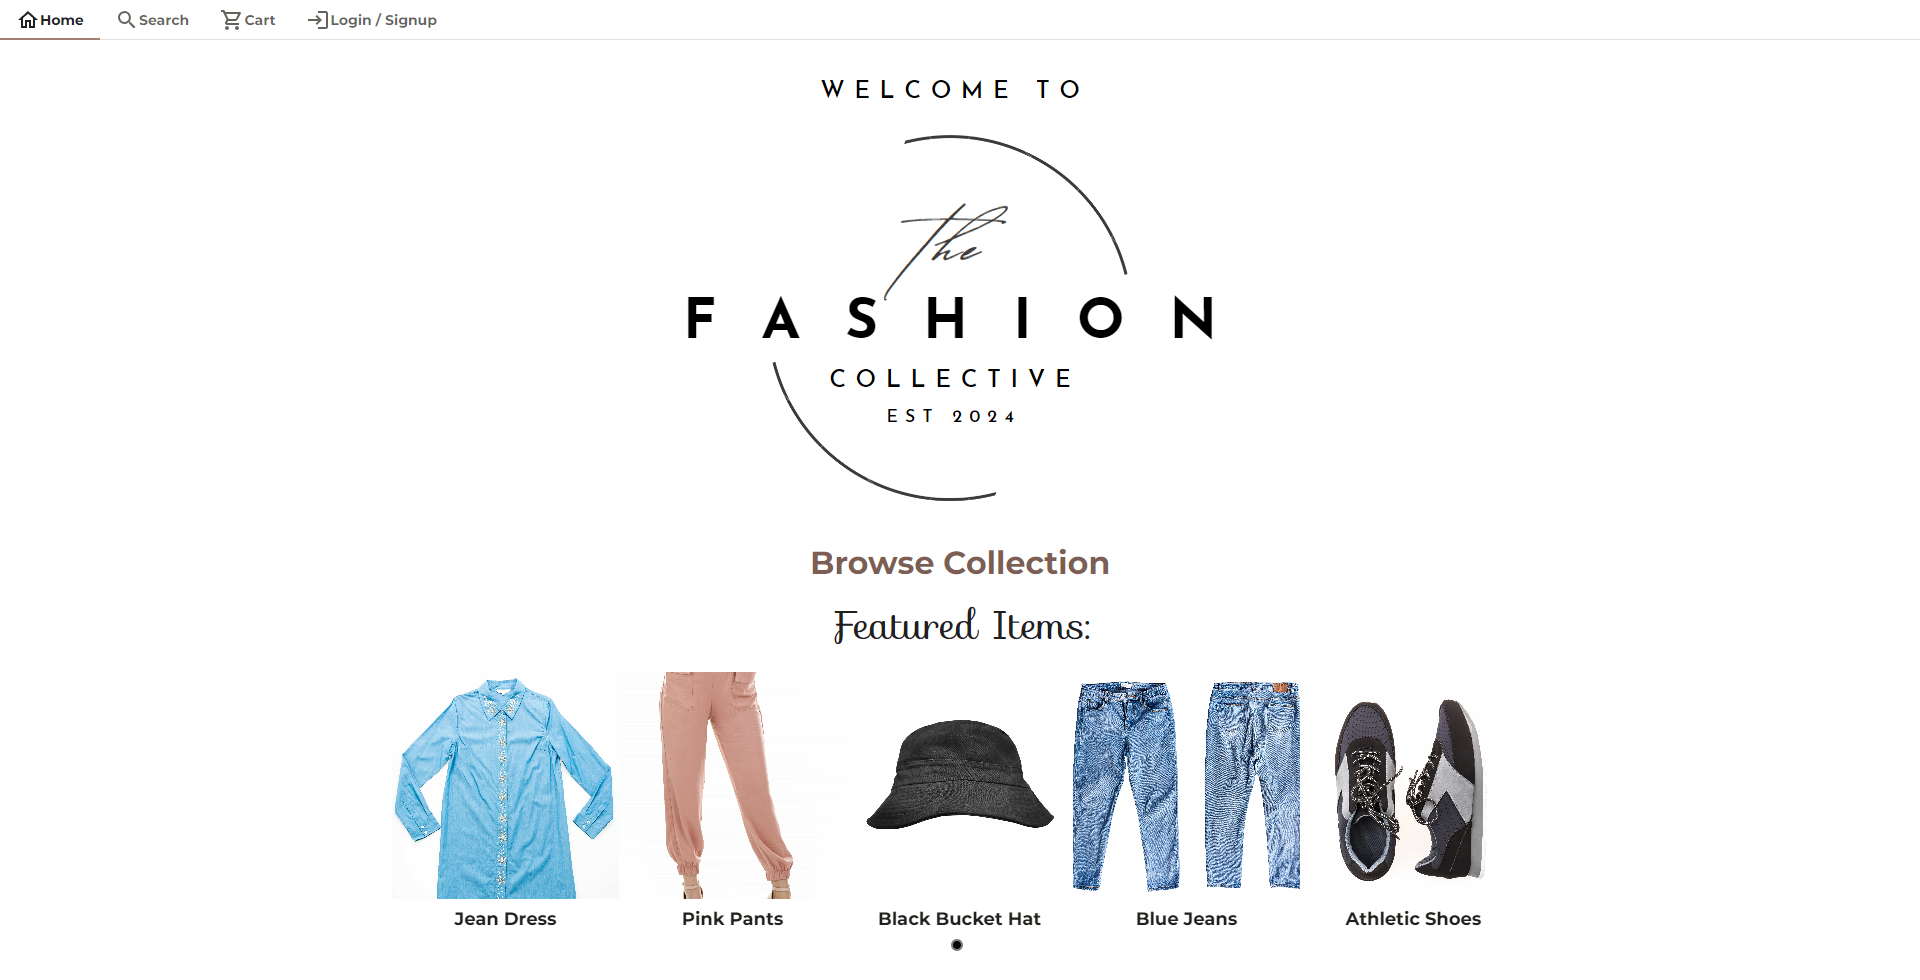 Home Search Cart Login / Signup
WELCOME TO
the
FASHION
COLLECTIVE
EST 2024
Browse Collection
Featured Items:
Jean Dress Pink Pants Black Bucket Hat Blue Jeans Athletic Shoes